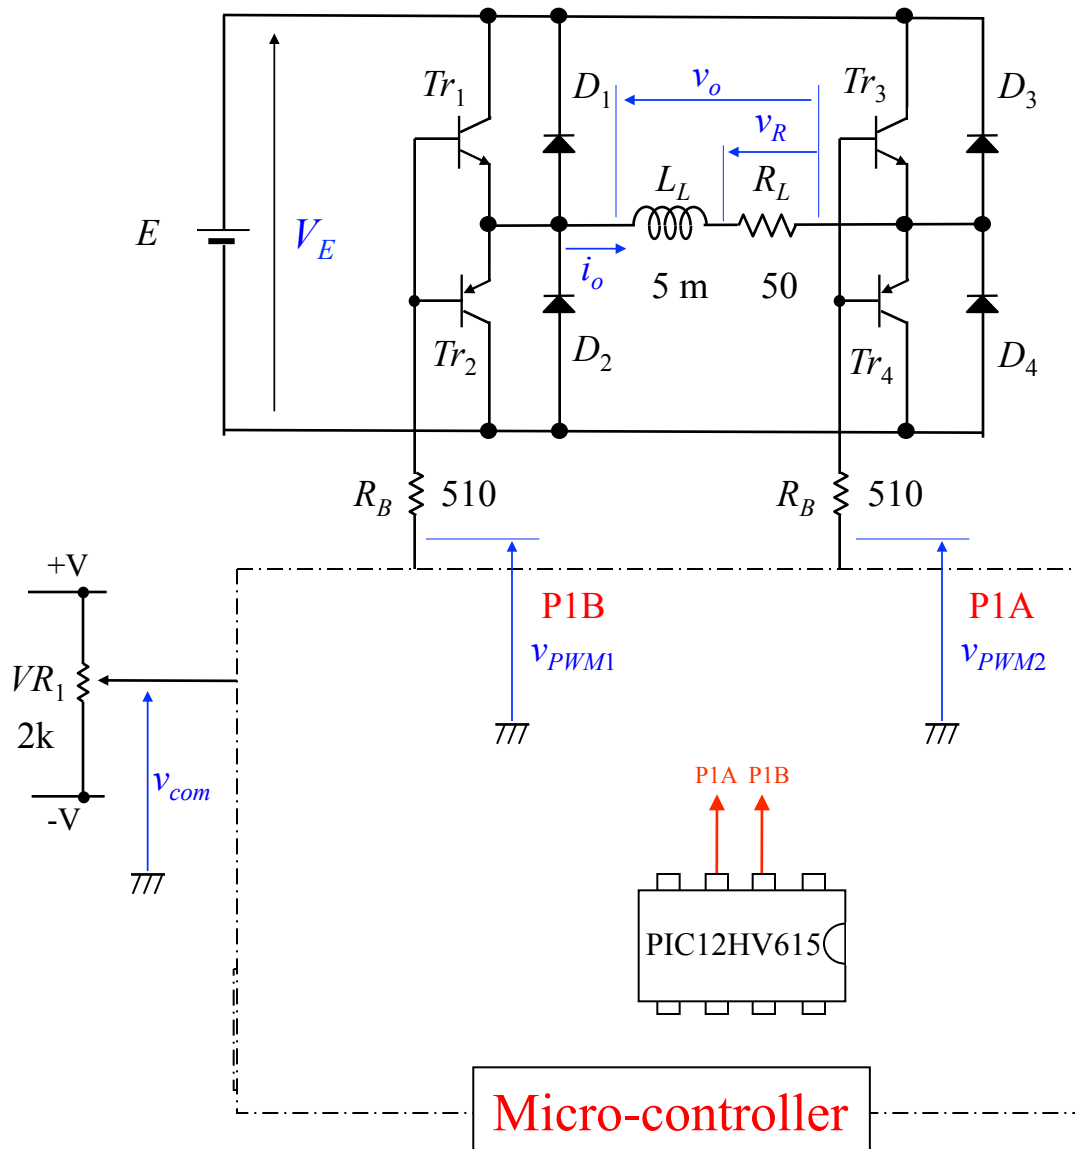 Tr1
D1
vo
Tr3
D3
vR
LL
RL
E
VE
io
5 m
50
Tr2
D2
Tr4
D4
RB
510
RB
510
+V
P1B
P1A
vPWM1
vPWM2
VR1
2k
vcom
-V
P1A P1B
PIC12HV615
Micro-controller